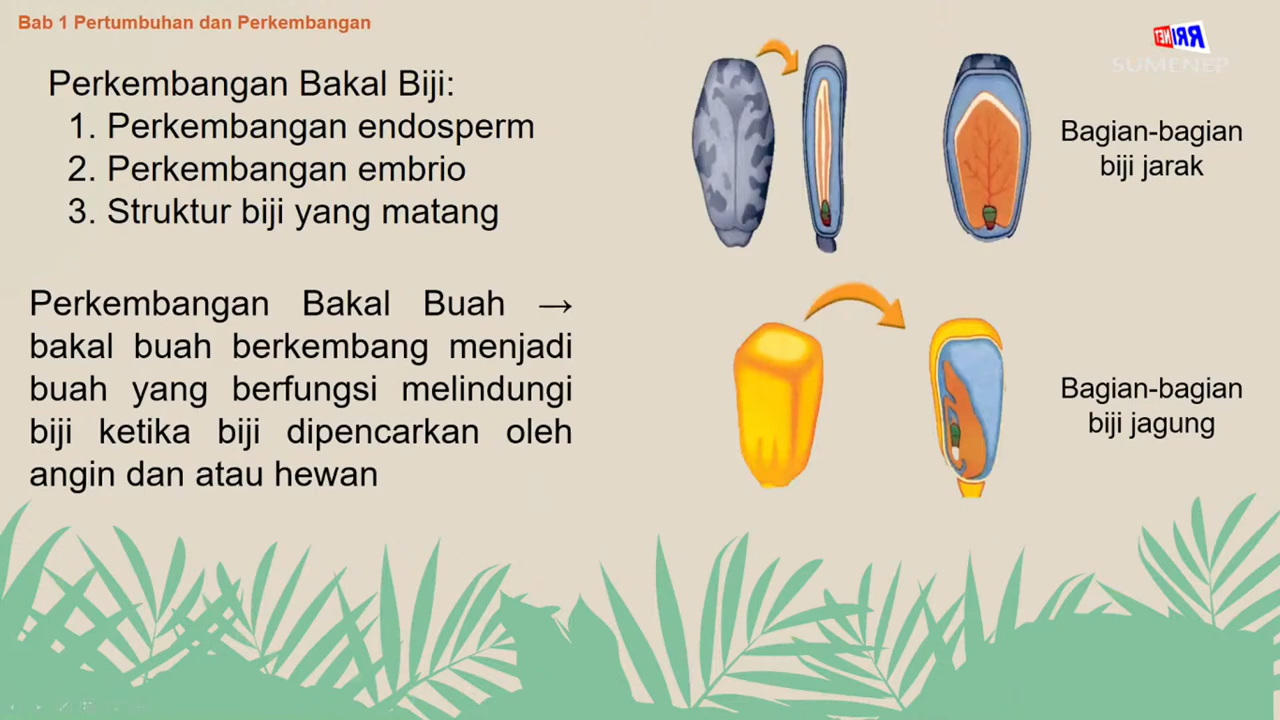 Bab 1 Pertumbuhan dan Perkembangan
RRI NET
SUMENEP
Perkembangan Bakal Biji:
1. Perkembangan endosperm
2. Perkembangan embrio
3. Struktur biji yang matang
Perkembangan Bakal Buah →
bakal buah berkembang menjadi
buah yang berfungsi melindungi
biji ketika biji dipencarkan oleh
angin dan atau hewan
Bagian-bagian
biji jarak
Bagian-bagian
biji jagung